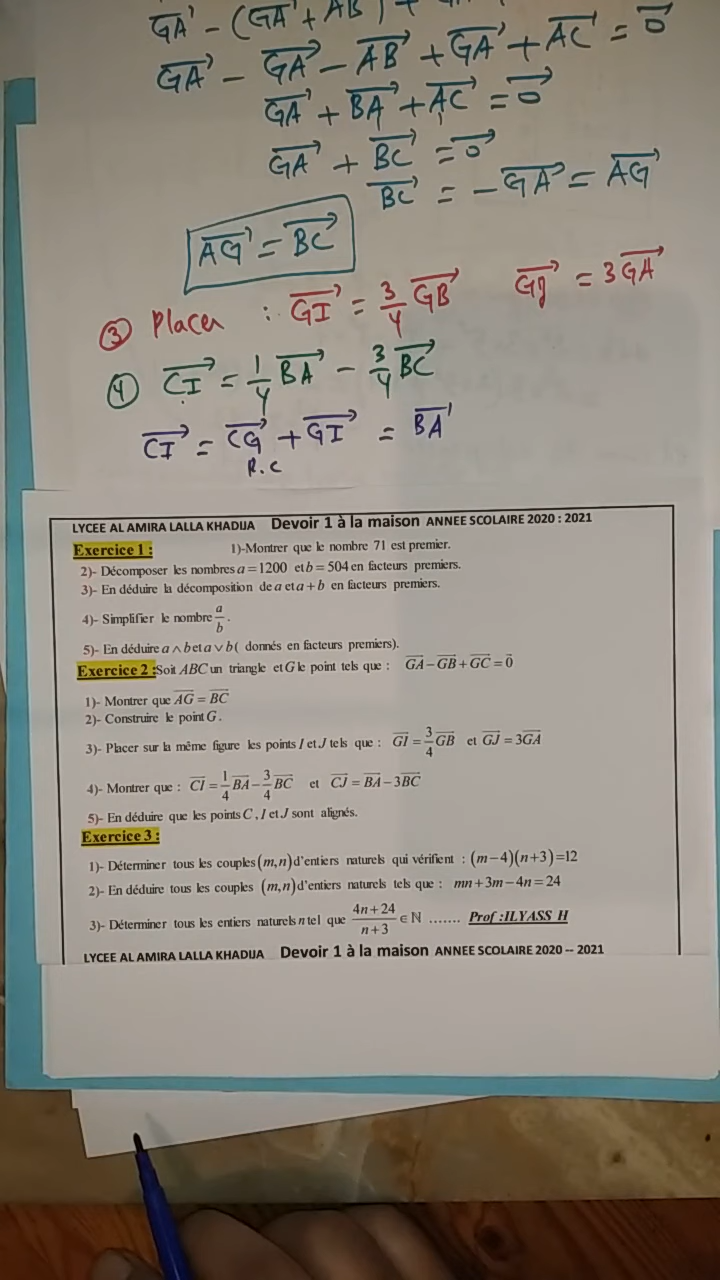 GA - (GA + AB) +
GA - GA - AB + GA + AC = 0
GA + BA + AC = 0
GA + BC = 0
BC = -GA = AG
AG = BC
③ Placer : GI = 3/4 GB GJ = 3GA
④ CI = 1/4 BA - 3/4 BC
CI = CG + GI = BA
R.C
LYCEE AL AMIRA LALLA KHADIJA Devoir 1 à la maison ANNEE SCOLAIRE 2020 : 2021
Exercice 1 : 1)-Montrer que le nombre 71 est premier.
2)- Décomposer les nombres a = 1200 et b = 504 en facteurs premiers.
3)- En déduire la décomposition de a et a + b en facteurs premiers.
4)- Simplifier le nombre a/b .
5)- En déduire a ∧ b et a ∨ b ( donnés en facteurs premiers).
Exercice 2 :Soit ABC un triangle et G le point tels que : GA - GB + GC = 0
1)- Montrer que AG = BC
2)- Construire le point G .
3)- Placer sur la même figure les points I et J tels que : GI = 3/4 GB et GJ = 3GA
4)- Montrer que : CI = 1/4 BA - 3/4 BC et CJ = BA - 3BC
5)- En déduire que les points C , I et J sont alignés.
Exercice 3 :
1)- Déterminer tous les couples (m,n) d'entiers naturels qui vérifient : (m-4)(n+3)=12
2)- En déduire tous les couples (m,n) d'entiers naturels tels que : mn+3m-4n=24
3)- Déterminer tous les entiers naturels n tel que (4n+24)/(n+3) ∈ ℕ ....... Prof :ILYASS H
LYCEE AL AMIRA LALLA KHADIJA Devoir 1 à la maison ANNEE SCOLAIRE 2020 – 2021